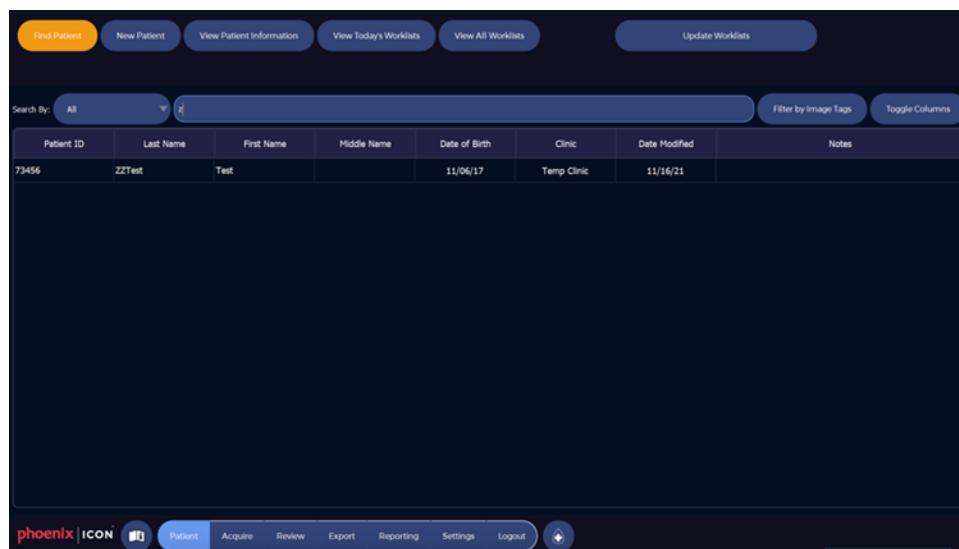 Find Patient New Patient View Patient Information View Today's Worklists View All Worklists Update Worklists
Search By: All z Filter by Image Tags Toggle Columns
Patient ID Last Name First Name Middle Name Date of Birth Clinic Date Modified Notes
73456 ZZTest Test 11/06/17 Temp Clinic 11/16/21
phoenix | ICON Patient Acquire Review Export Reporting Settings Logout